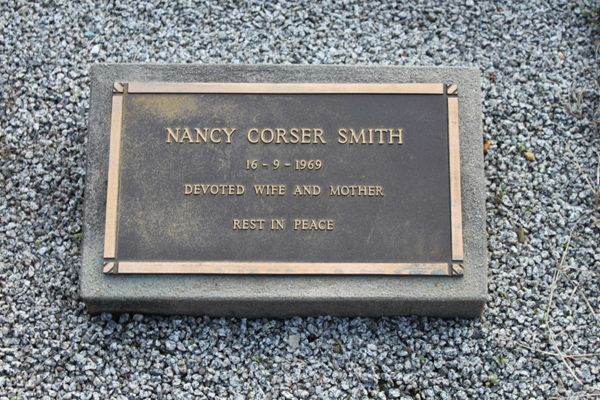 NANCY CORSER SMITH
16 - 9 - 1969
DEVOTED WIFE AND MOTHER
REST IN PEACE